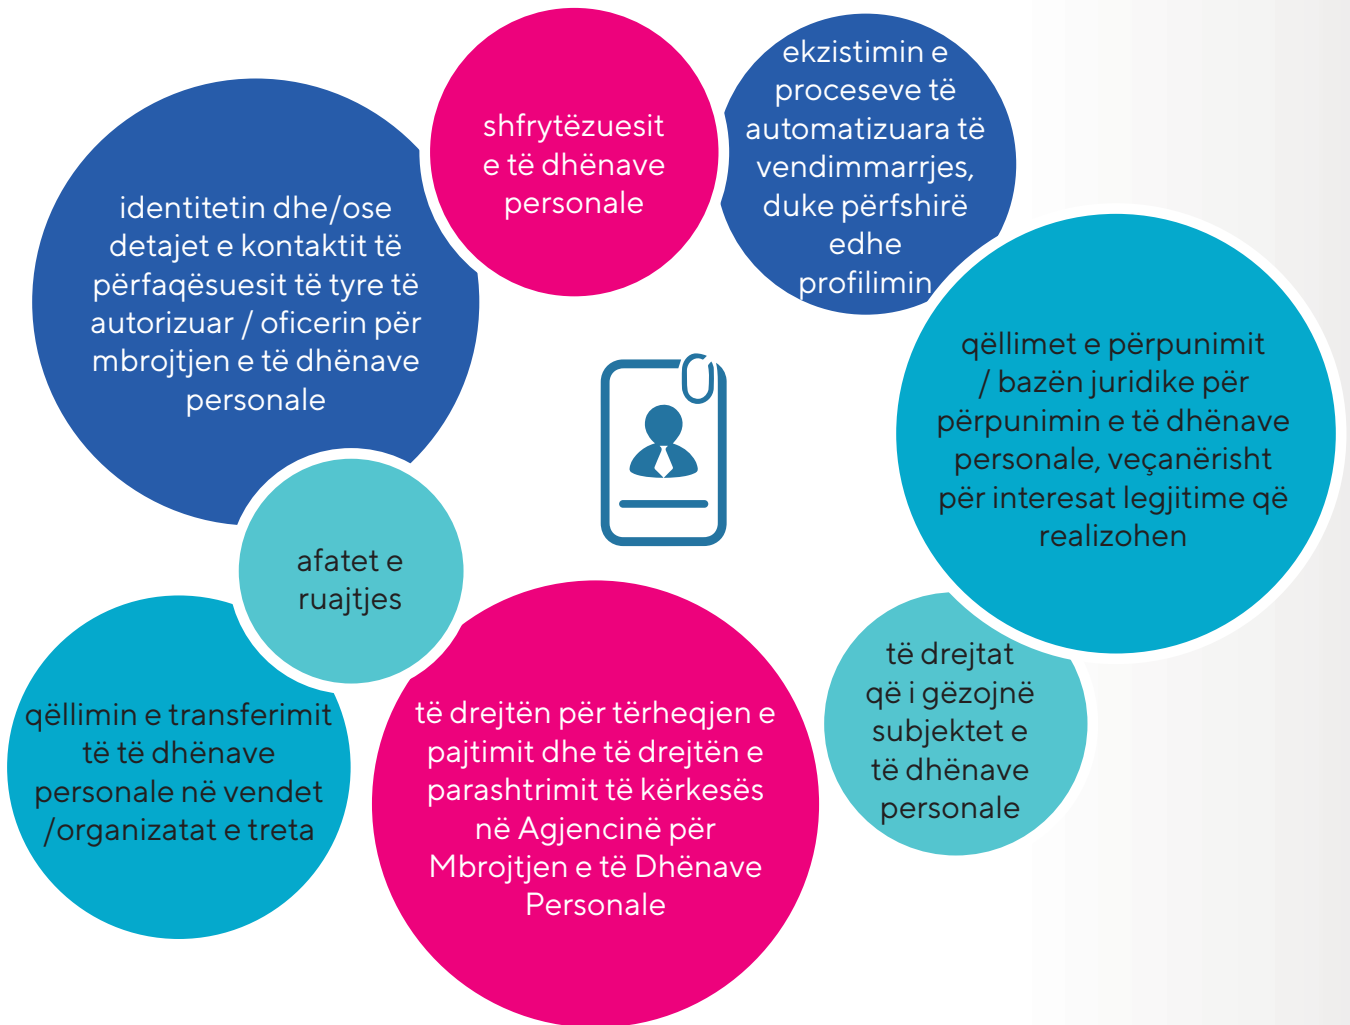 identitetin dhe/ose
detajet e kontaktit të
përfaqësuesit të tyre të
autorizuar / oficerin për
mbrojtjen e të dhënave
personale
shfrytëzuesit
e të dhënave
personale
ekzistimin e
proceseve të
automatizuara të
vendimmarrjes,
duke përfshirë
edhe
profilimin
qëllimet e përpunimit
/ bazën juridike për
përpunimin e të dhënave
personale, veçanërisht
për interesat legjitime që
realizohen
afatet e
ruajtjes
qëllimin e transferimit
të të dhënave
personale në vendet
/organizatat e treta
të drejtën për tërheqjen e
pajtimit dhe të drejtën e
parashtrimit të kërkesës
në Agjencinë për
Mbrojtjen e të Dhënave
Personale
të drejtat
që i gëzojnë
subjektet e
të dhënave
personale